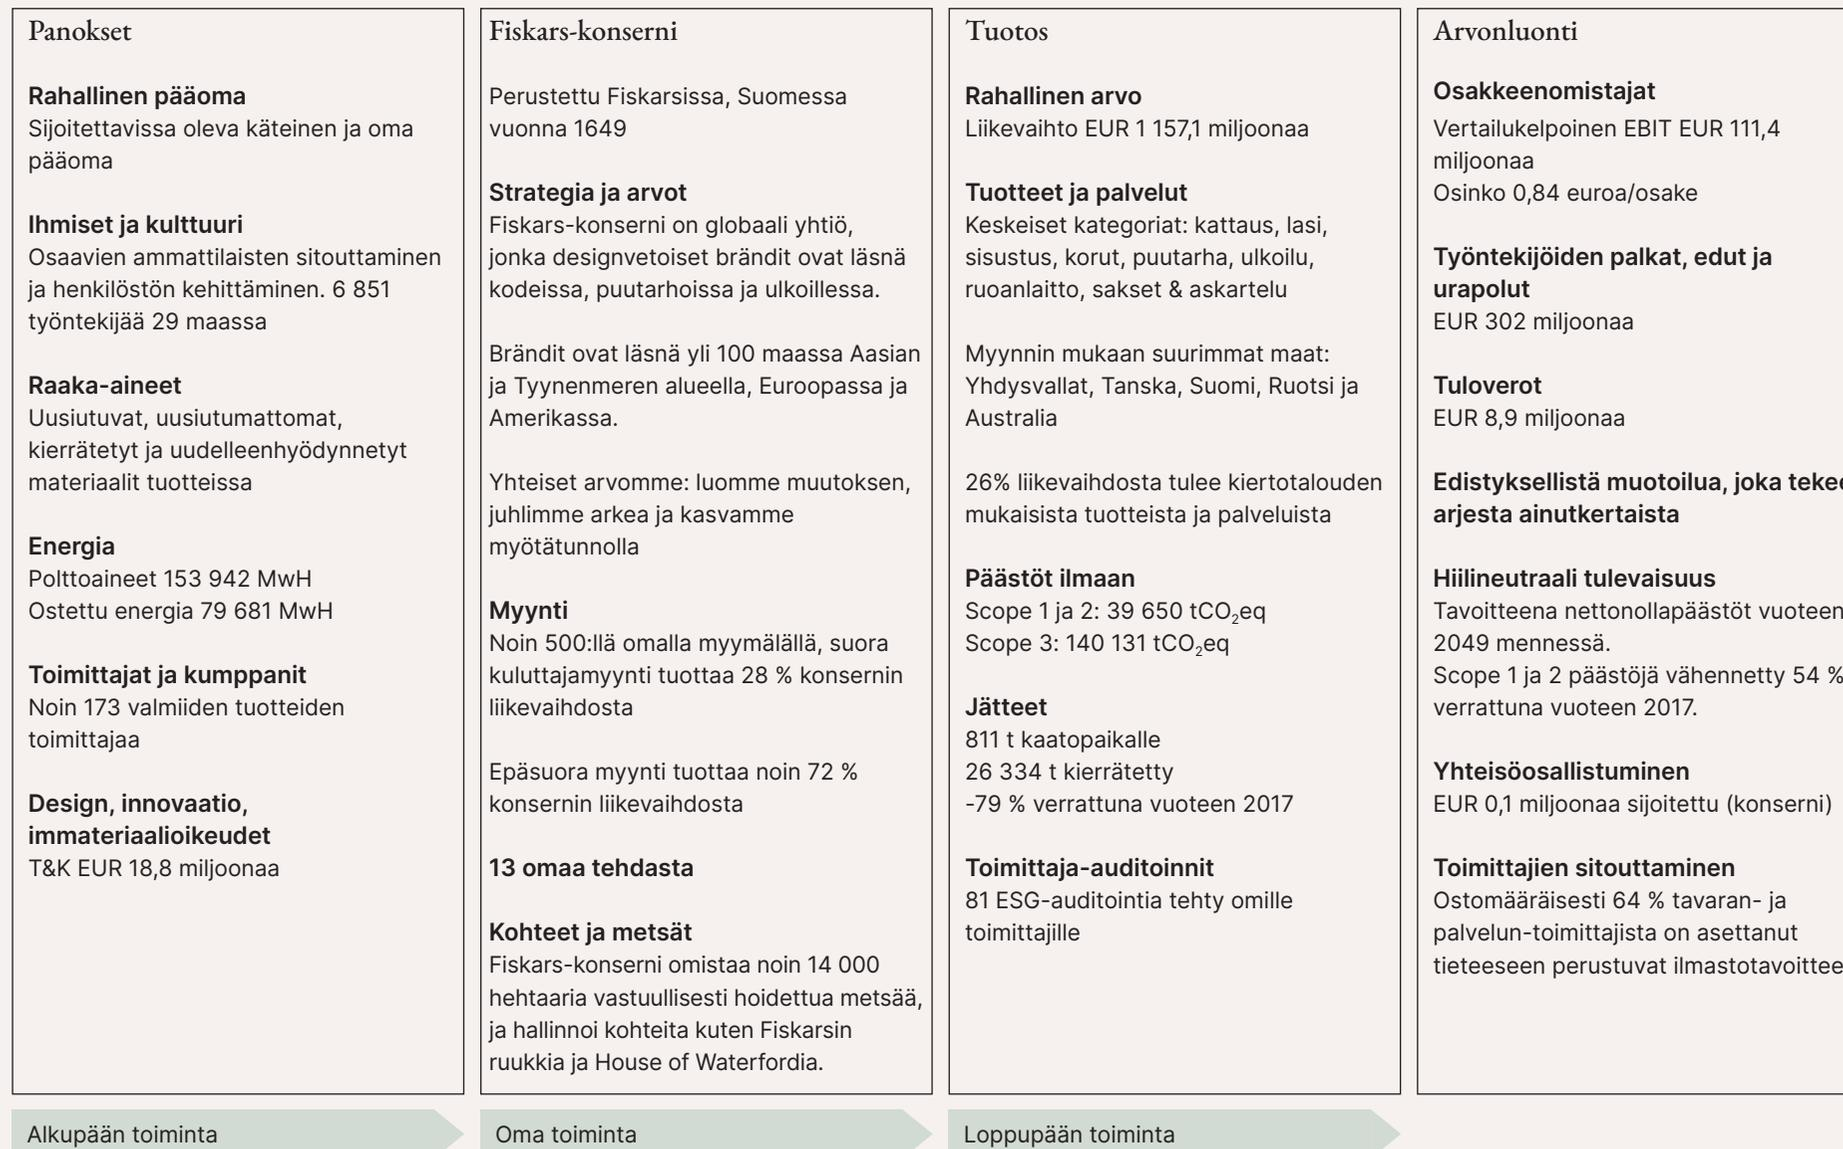 Panokset
Rahallinen pääoma
Sijoitettavissa oleva käteinen ja oma
pääoma
Ihmiset ja kulttuuri
Osaavien ammattilaisten sitouttaminen
ja henkilöstön kehittäminen. 6 851
työntekijää 29 maassa
Raaka-aineet
Uusiutuvat, uusiutumattomat,
kierrätetyt ja uudelleenhyödynnetyt
materiaalit tuotteissa
Energia
Polttoaineet 153 942 MwH
Ostettu energia 79 681 MwH
Toimittajat ja kumppanit
Noin 173 valmiiden tuotteiden
toimittajaa
Design, innovaatio,
immateriaalioikeudet
T&K EUR 18,8 miljoonaa
Alkupään toiminta
Fiskars-konserni
Perustettu Fiskarsissa, Suomessa
vuonna 1649
Strategia ja arvot
Fiskars-konserni on globaali yhtiö,
jonka designvetoiset brändit ovat läsnä
kodeissa, puutarhoissa ja ulkoillessa.
Brändit ovat läsnä yli 100 maassa Aasian
ja Tyynenmeren alueella, Euroopassa ja
Amerikassa.
Yhteiset arvomme: luomme muutoksen,
juhlimme arkea ja kasvamme
myötätunnolla
Myynti
Noin 500:llä omalla myymälällä, suora
kuluttajamyynti tuottaa 28 % konsernin
liikevaihdosta
Epäsuora myynti tuottaa noin 72 %
konsernin liikevaihdosta
13 omaa tehdasta
Kohteet ja metsät
Fiskars-konserni omistaa noin 14 000
hehtaaria vastuullisesti hoidettua metsää,
ja hallinnoi kohteita kuten Fiskarsin
ruukkia ja House of Waterfordia.
Oma toiminta
Tuotos
Rahallinen arvo
Liikevaihto EUR 1 157,1 miljoonaa
Tuotteet ja palvelut
Keskeiset kategoriat: kattaus, lasi,
sisustus, korut, puutarha, ulkoilu,
ruoanlaitto, sakset & askartelu
Myynnin mukaan suurimmat maat:
Yhdysvallat, Tanska, Suomi, Ruotsi ja
Australia
26% liikevaihdosta tulee kiertotalouden
mukaisista tuotteista ja palveluista
Päästöt ilmaan
Scope 1 ja 2: 39 650 tCO₂eq
Scope 3: 140 131 tCO₂eq
Jätteet
811 t kaatopaikalle
26 334 t kierrätetty
-79 % verrattuna vuoteen 2017
Toimittaja-auditoinnit
81 ESG-auditointia tehty omille
toimittajille
Loppupään toiminta
Arvonluonti
Osakkeenomistajat
Vertailukelpoinen EBIT EUR 111,4
miljoonaa
Osinko 0,84 euroa/osake
Työntekijöiden palkat, edut ja
urapolut
EUR 302 miljoonaa
Tuloverot
EUR 8,9 miljoonaa
Edistyksellistä muotoilua, joka tekee
arjesta ainutkertaista
Hiilineutraali tulevaisuus
Tavoitteena nettonollapäästöt vuoteen
2049 mennessä.
Scope 1 ja 2 päästöjä vähennetty 54 %
verrattuna vuoteen 2017.
Yhteisöosallistuminen
EUR 0,1 miljoonaa sijoitettu (konserni)
Toimittajien sitouttaminen
Ostomääräisesti 64 % tavaran- ja
palvelun-toimittajista on asettanut
tieteeseen perustuvat ilmastotavoittee